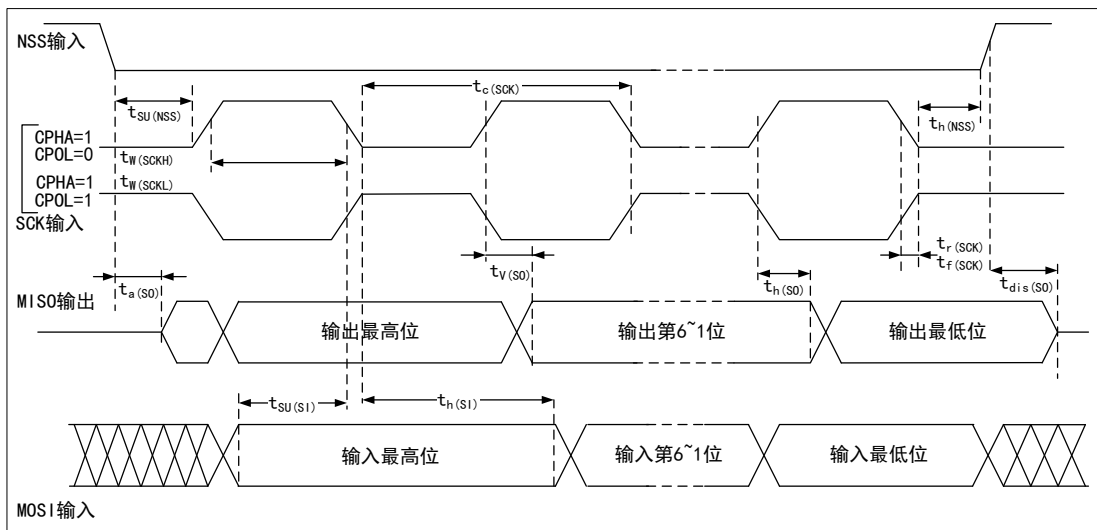 NSS输入
tc(SCK)
tSU(NSS)
th(NSS)
CPHA=1
CPOL=0
tW(SCKH)
CPHA=1
CPOL=1
tW(SCKL)
SCK输入
tr(SCK)
tf(SCK)
ta(SO)
tV(SO)
th(SO)
tdis(SO)
MISO输出
输出最高位
输出第6~1位
输出最低位
tSU(SI)
th(SI)
输入最高位
输入第6~1位
输入最低位
MOSI输入